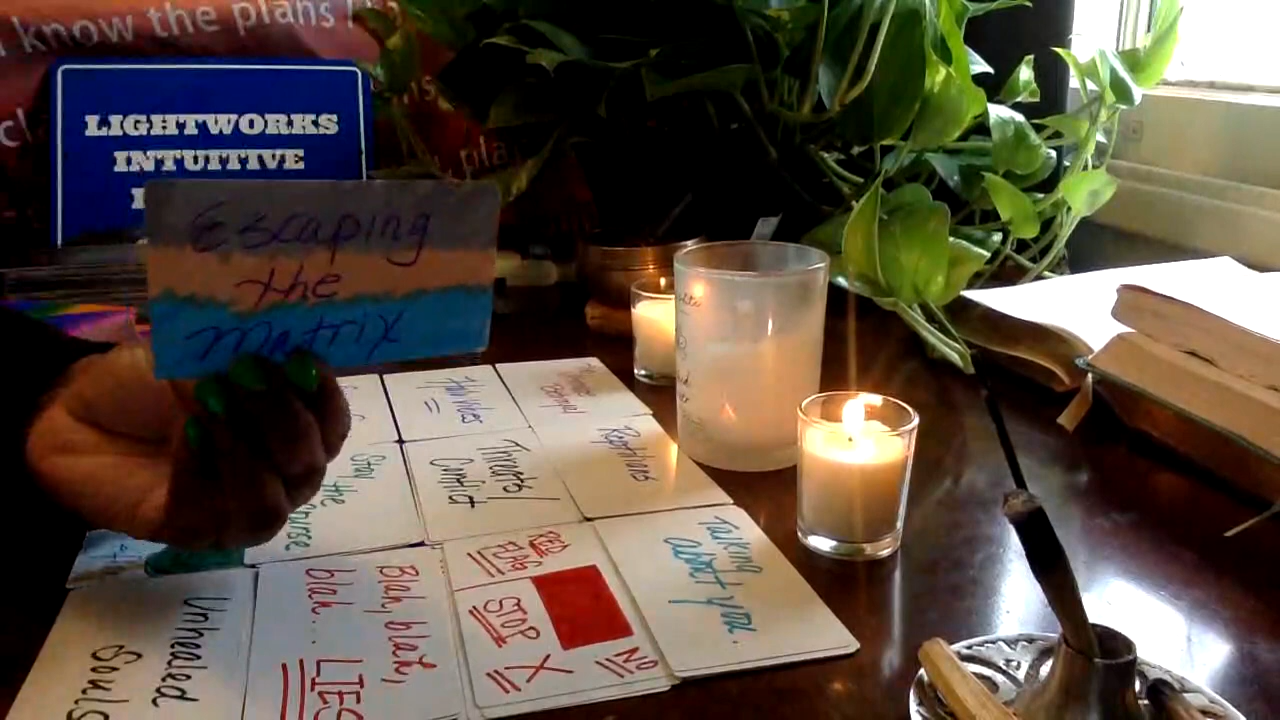 I know the plans I
LIGHTWORKS
INTUITIVE
Escaping
the
Matrix
Threats/
Conflict
Reptilians
Stay the
course
Talking
about you.
RED
FLAG
STOP X
NO
Blah, blah,
blah... LIES
Unhealed
Souls